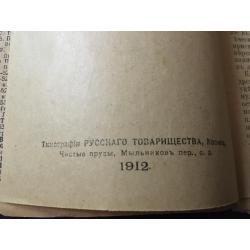 Типографія РУССКАГО ТОВАРИЩЕСТВА, Москва,
Чистые пруды, Мыльниковъ пер., с. д.
1912.